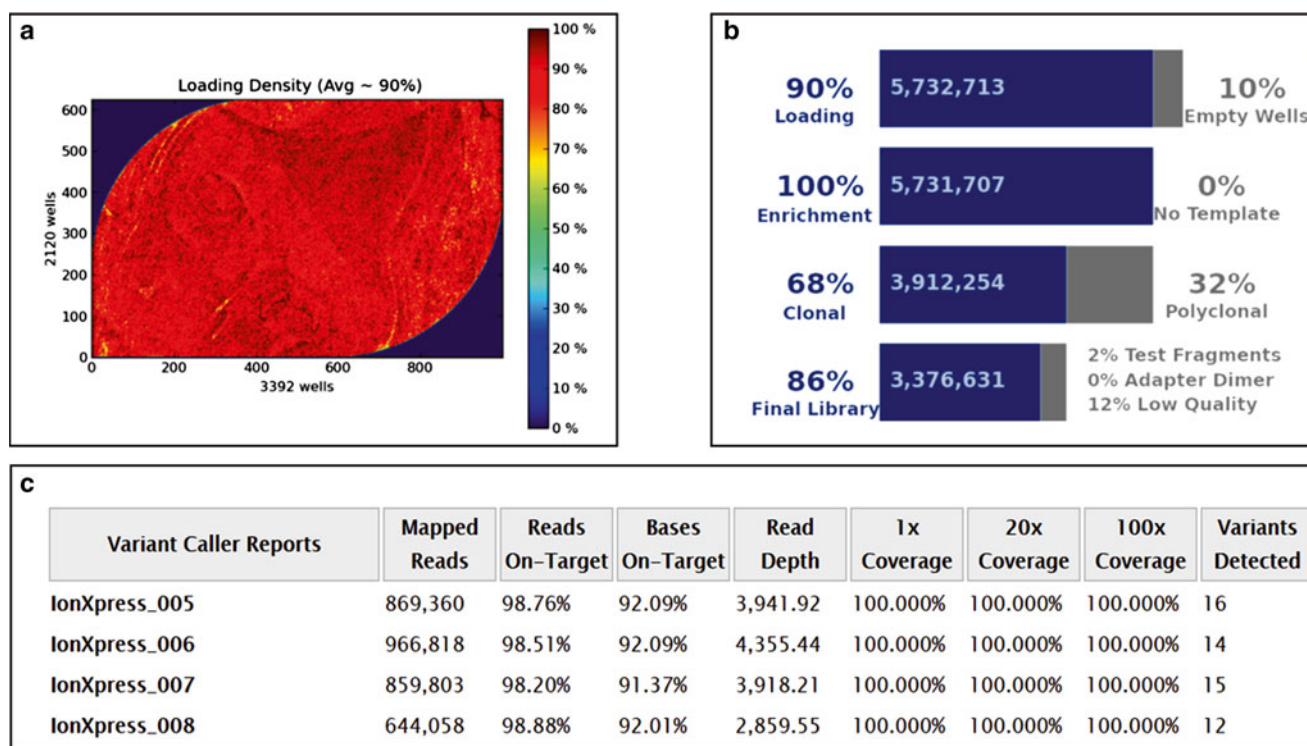 a
Loading Density (Avg ~ 90%)
600
500
400
300
200
100
0
2120 wells
0 200 400 600 800
3392 wells
100 %
90 %
80 %
70 %
60 %
50 %
40 %
30 %
20 %
10 %
0 %
b
90% 5,732,713 10%
Loading Empty Wells
100% 5,731,707 0%
Enrichment No Template
68% 3,912,254 32%
Clonal Polyclonal
86% 3,376,631 2% Test Fragments
Final Library 0% Adapter Dimer
12% Low Quality
c
Variant Caller Reports Mapped Reads Reads On-Target Bases On-Target Read Depth 1x Coverage 20x Coverage 100x Coverage Variants Detected
IonXpress_005 869,360 98.76% 92.09% 3,941.92 100.000% 100.000% 100.000% 16
IonXpress_006 966,818 98.51% 92.09% 4,355.44 100.000% 100.000% 100.000% 14
IonXpress_007 859,803 98.20% 91.37% 3,918.21 100.000% 100.000% 100.000% 15
IonXpress_008 644,058 98.88% 92.01% 2,859.55 100.000% 100.000% 100.000% 12